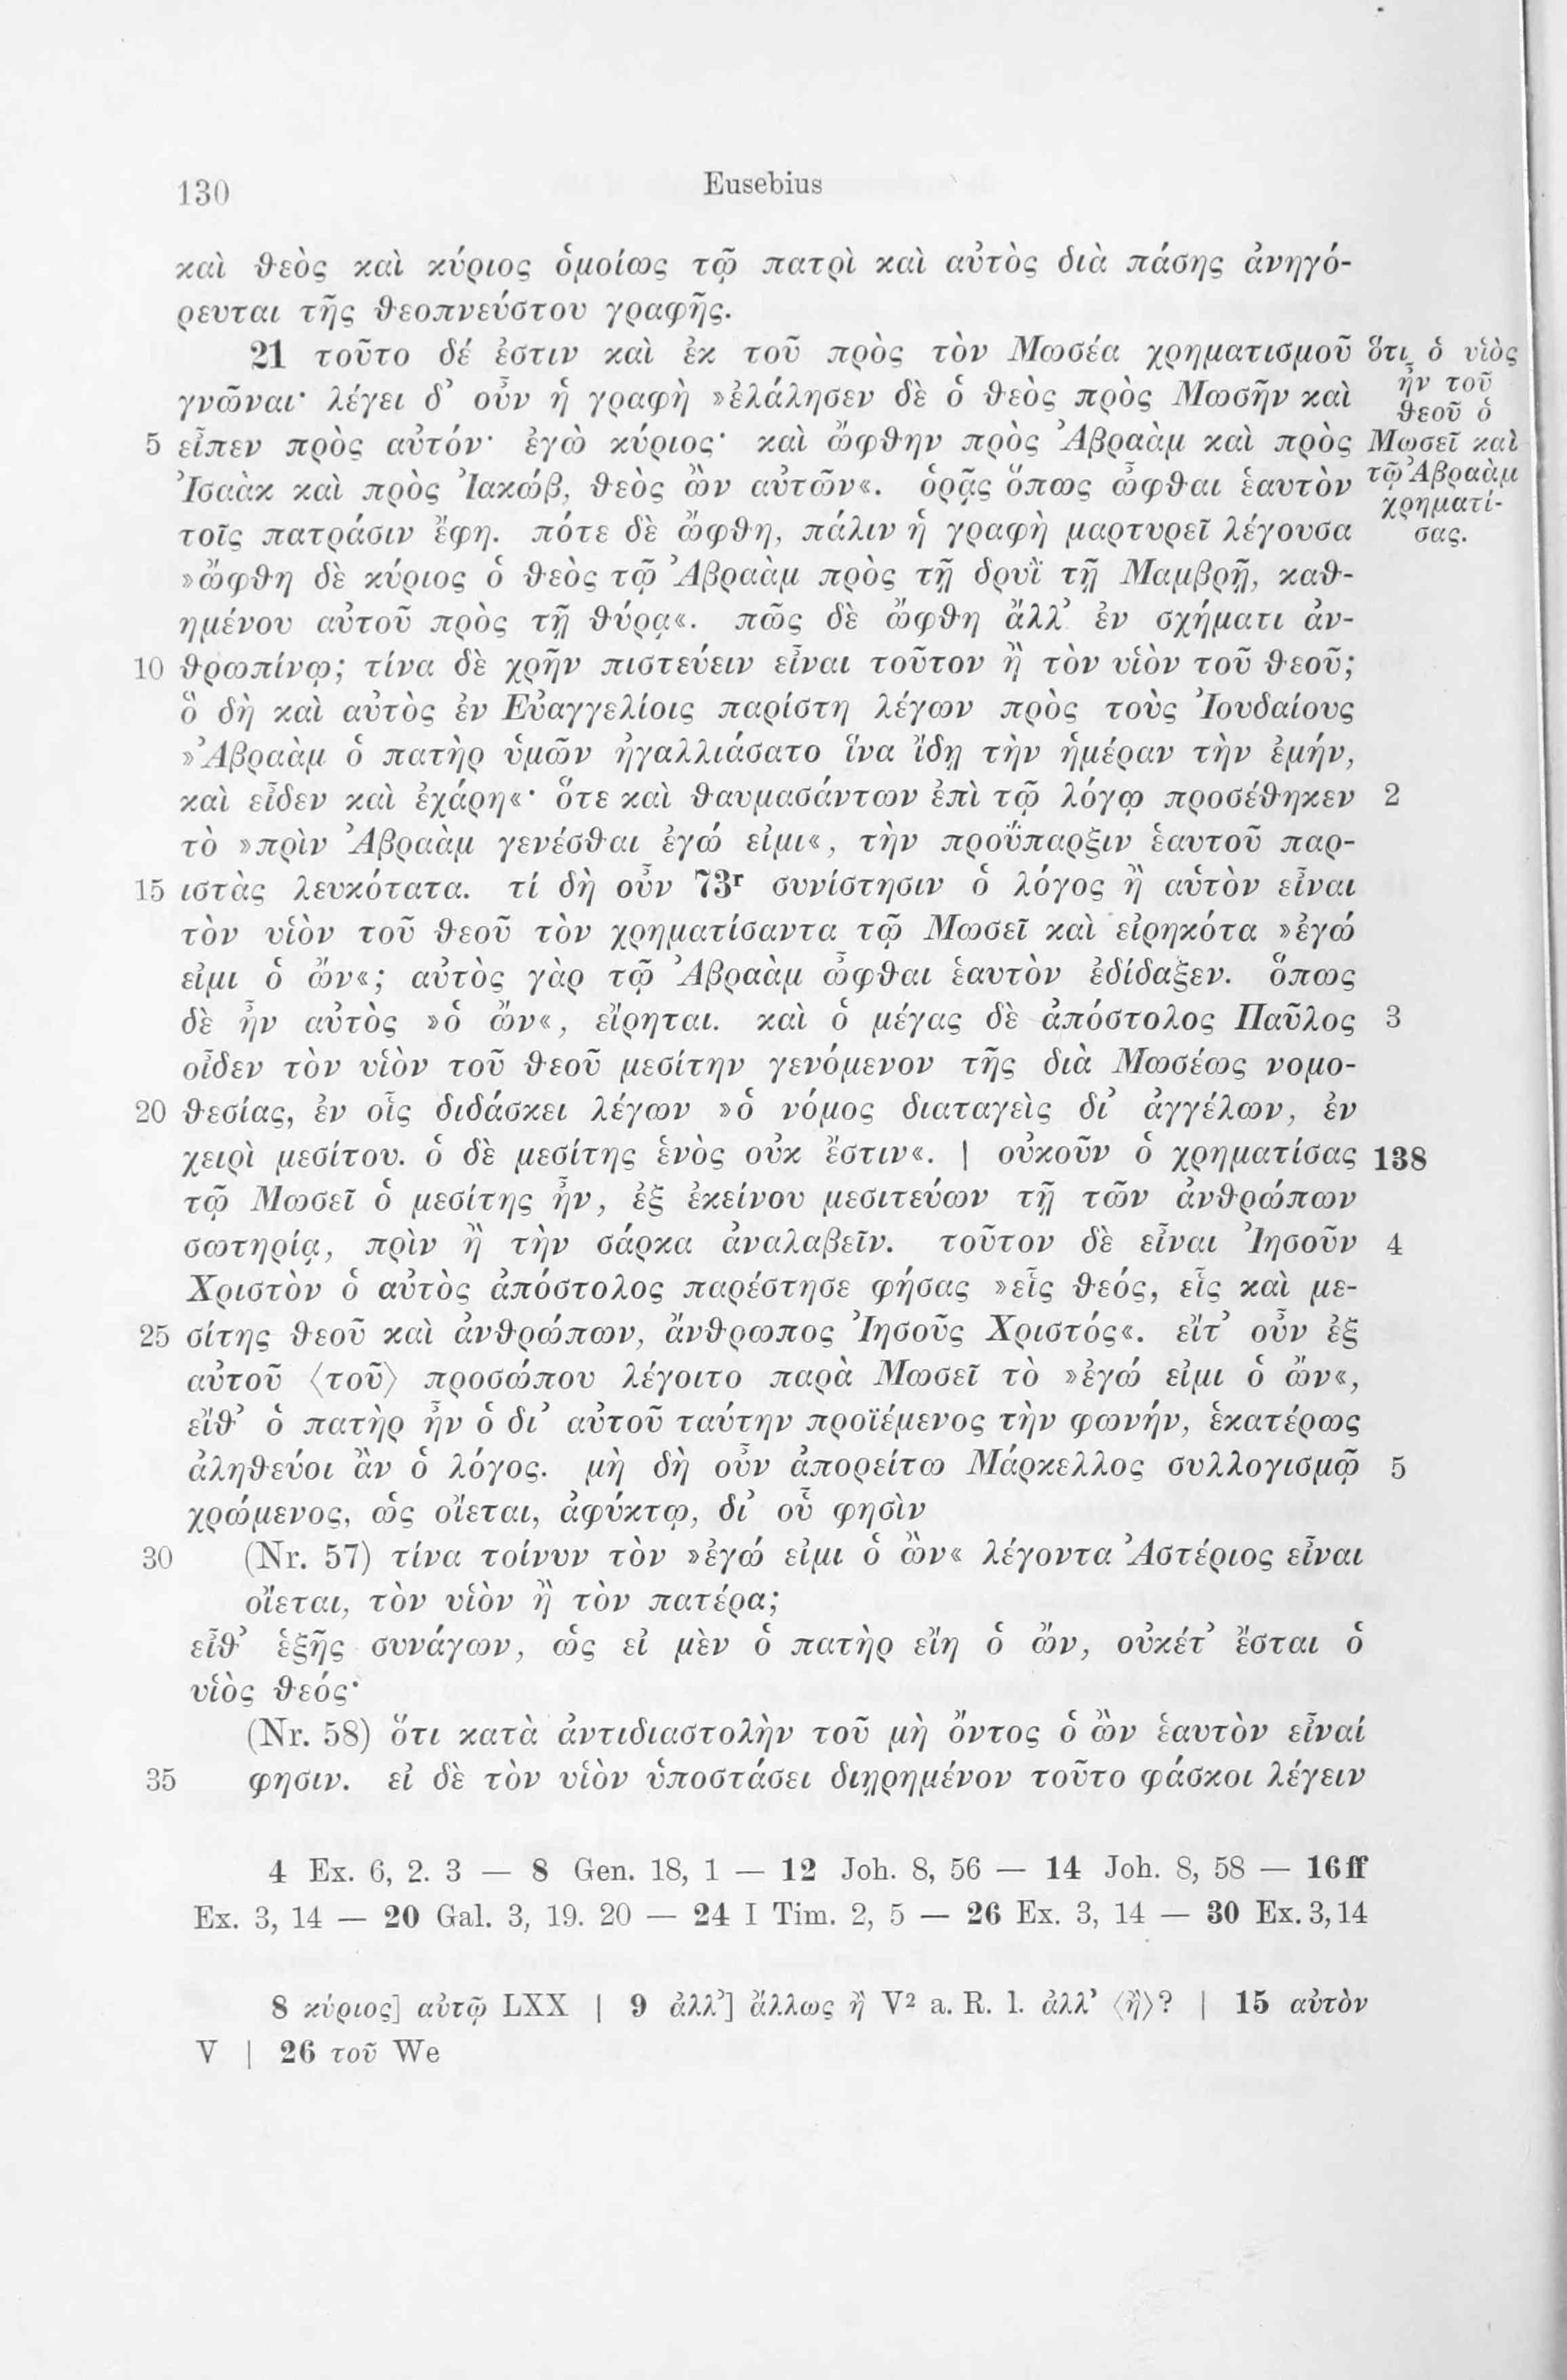 130
Eusebius
καὶ θεὸς καὶ κύριος ὁμοίως τῷ πατρὶ καὶ αὐτὸς διὰ πάσης ἀνηγό-
ρευται τῆς θεοπνεύστου γραφῆς.
21 τοῦτο δέ ἐστιν καὶ ἐκ τοῦ πρὸς τὸν Μωσέα χρηματισμοῦ ὅτι ὁ υἱὸς
γνῶναι· λέγει δ’ οὖν ἡ γραφὴ »ἐλάλησεν δὲ ὁ θεὸς πρὸς Μωσῆν καὶ ἦν τοῦ
θεοῦ ὁ
5 εἶπεν πρὸς αὐτόν· ἐγὼ κύριος· καὶ ὤφθην πρὸς Ἀβραὰμ καὶ πρὸς Μωσεῖ καὶ
Ἰσαὰκ καὶ πρὸς Ἰακώβ, θεὸς ὢν αὐτῶν«. ὁρᾷς ὅπως ὦφθαι ἑαυτὸν τῷ Ἀβραὰμ
χρηματί-
τοῖς πατράσιν ἔφη. πότε δὲ ὤφθη, πάλιν ἡ γραφὴ μαρτυρεῖ λέγουσα σας.
»ὤφθη δὲ κύριος ὁ θεὸς τῷ Ἀβραὰμ πρὸς τῇ δρυῒ τῇ Μαμβρῇ, καθ-
ημένου αὐτοῦ πρὸς τῇ θύρᾳ«. πῶς δὲ ὤφθη ἄλλ’ ἐν σχήματι ἀν-
10 θρωπίνῳ; τίνα δὲ χρῆν πιστεύειν εἶναι τοῦτον ἢ τὸν υἱὸν τοῦ θεοῦ;
ὃ δὴ καὶ αὐτὸς ἐν Εὐαγγελίοις παρίστη λέγων πρὸς τοὺς Ἰουδαίους
»Ἀβραὰμ ὁ πατὴρ ὑμῶν ἠγαλλιάσατο ἵνα ἴδῃ τὴν ἡμέραν τὴν ἐμήν,
καὶ εἶδεν καὶ ἐχάρη«· ὅτε καὶ θαυμασάντων ἐπὶ τῷ λόγῳ προσέθηκεν 2
τὸ »πρὶν Ἀβραὰμ γενέσθαι ἐγώ εἰμι«, τὴν προΰπαρξιν ἑαυτοῦ παρ-
15 ιστὰς λευκότατα. τί δὴ οὖν 73r συνίστησιν ὁ λόγος ἢ αὑτὸν εἶναι
τὸν υἱὸν τοῦ θεοῦ τὸν χρηματίσαντα τῷ Μωσεῖ καὶ εἰρηκότα »ἐγώ
εἰμι ὁ ὤν«; αὐτὸς γὰρ τῷ Ἀβραὰμ ὦφθαι ἑαυτὸν ἐδίδαξεν. ὅπως
δὲ ἦν αὐτὸς »ὁ ὤν«, εἴρηται. καὶ ὁ μέγας δὲ ἀπόστολος Παῦλος 3
οἶδεν τὸν υἱὸν τοῦ θεοῦ μεσίτην γενόμενον τῆς διὰ Μωσέως νομο-
20 θεσίας, ἐν οἷς διδάσκει λέγων »ὁ νόμος διαταγεὶς δι’ ἀγγέλων, ἐν
χειρὶ μεσίτου. ὁ δὲ μεσίτης ἑνὸς οὐκ ἔστιν«. | οὐκοῦν ὁ χρηματίσας 138
τῷ Μωσεῖ ὁ μεσίτης ἦν, ἐξ ἐκείνου μεσιτεύων τῇ τῶν ἀνθρώπων
σωτηρίᾳ, πρὶν ἢ τὴν σάρκα ἀναλαβεῖν. τοῦτον δὲ εἶναι Ἰησοῦν 4
Χριστὸν ὁ αὐτὸς ἀπόστολος παρέστησε φήσας »εἷς θεός, εἷς καὶ με-
25 σίτης θεοῦ καὶ ἀνθρώπων, ἄνθρωπος Ἰησοῦς Χριστός«. εἴτ’ οὖν ἐξ
αὐτοῦ ⟨τοῦ⟩ προσώπου λέγοιτο παρὰ Μωσεῖ τὸ »ἐγώ εἰμι ὁ ὤν«,
εἴθ’ ὁ πατὴρ ἦν ὁ δι’ αὐτοῦ ταύτην προϊέμενος τὴν φωνήν, ἑκατέρως
ἀληθεύοι ἂν ὁ λόγος. μὴ δὴ οὖν ἀπορείτω Μάρκελλος συλλογισμῷ 5
χρώμενος, ὡς οἴεται, ἀφύκτῳ, δι’ οὗ φησὶν
30 (Nr. 57) τίνα τοίνυν τὸν »ἐγώ εἰμι ὁ ὢν« λέγοντα Ἀστέριος εἶναι
οἴεται, τὸν υἱὸν ἢ τὸν πατέρα;
εἶθ’ ἑξῆς συνάγων, ὡς εἰ μὲν ὁ πατὴρ εἴη ὁ ὤν, οὐκέτ’ ἔσται ὁ
υἱὸς θεός·
(Nr. 58) ὅτι κατὰ ἀντιδιαστολὴν τοῦ μὴ ὄντος ὁ ὢν ἑαυτὸν εἶναί
35 φησιν. εἰ δὲ τὸν υἱὸν ὑποστάσει διῃρημένον τοῦτο φάσκοι λέγειν
4 Ex. 6, 2. 3 — 8 Gen. 18, 1 — 12 Joh. 8, 56 — 14 Joh. 8, 58 — 16ff
Ex. 3, 14 — 20 Gal. 3, 19. 20 — 24 I Tim. 2, 5 — 26 Ex. 3, 14 — 30 Ex. 3,14
8 κύριος] αὐτῷ LXX | 9 ἀλλ’] ἄλλως ἢ V2 a. R. l. ἀλλ’ ⟨ἢ⟩? | 15 αὐτὸν
V | 26 τοῦ We